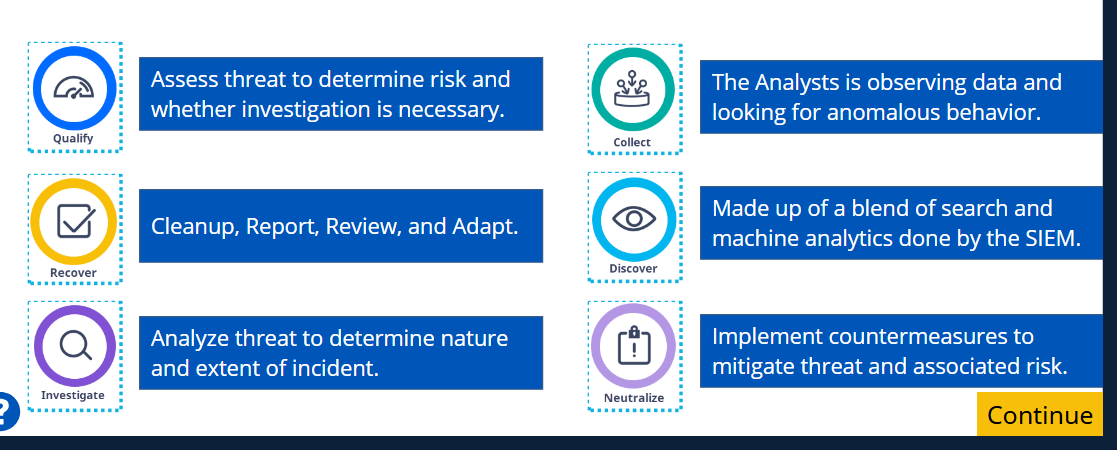 Assess threat to determine risk and
whether investigation is necessary.
Qualify
Cleanup, Report, Review, and Adapt.
Recover
Analyze threat to determine nature
and extent of incident.
Investigate
The Analysts is observing data and
looking for anomalous behavior.
Collect
Made up of a blend of search and
machine analytics done by the SIEM.
Discover
Implement countermeasures to
mitigate threat and associated risk.
Neutralize
?
Continue